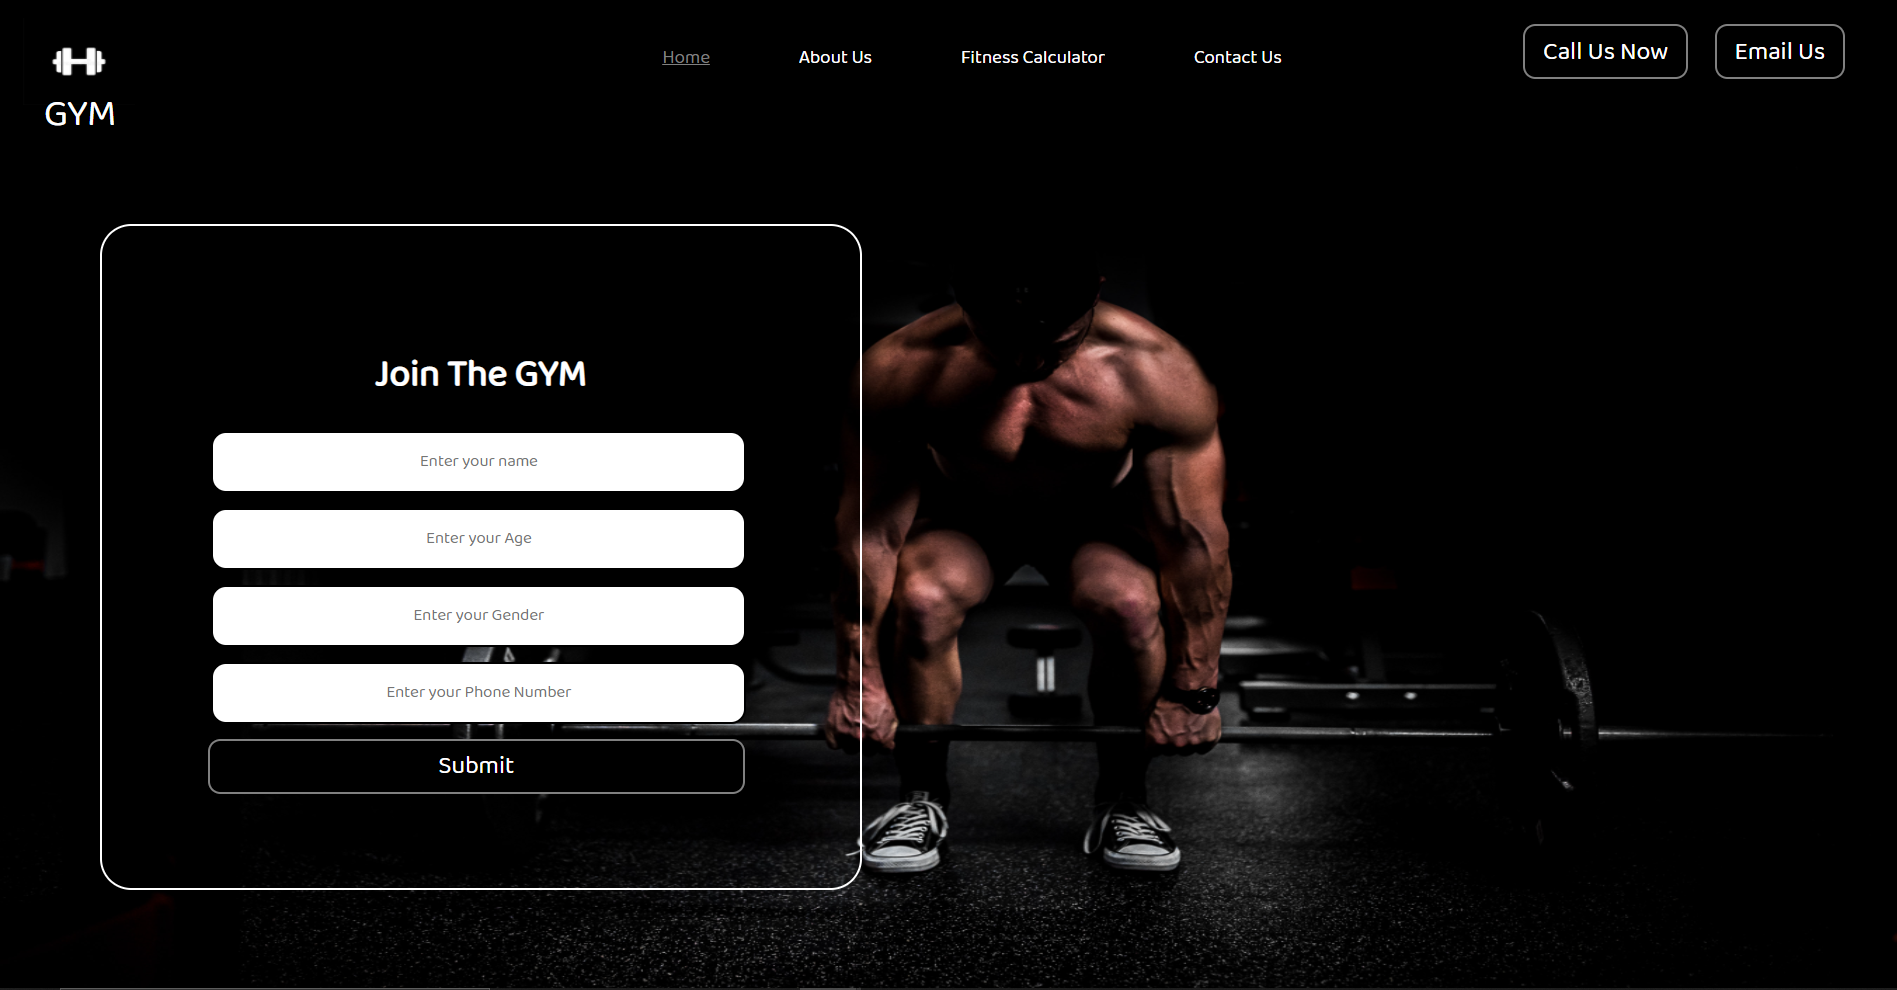 GYM
Home
About Us
Fitness Calculator
Contact Us
Call Us Now
Email Us
Join The GYM
Enter your name
Enter your Age
Enter your Gender
Enter your Phone Number
Submit